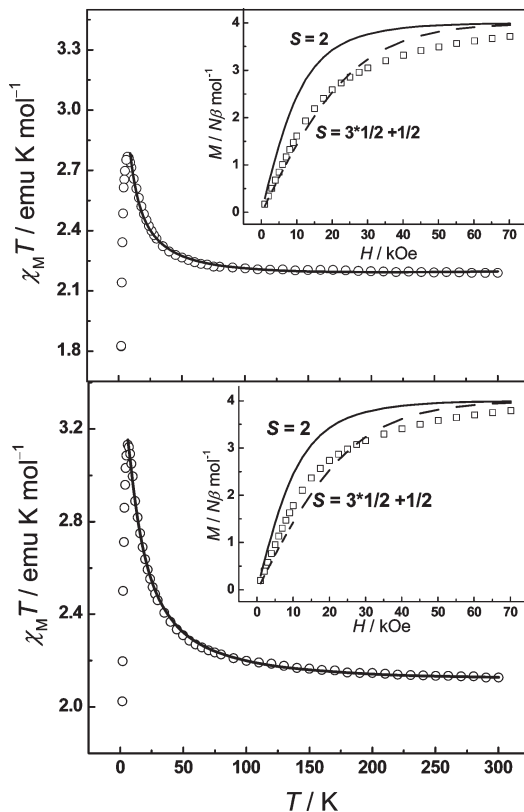 3.3
3.0
2.7
2.4
2.1
1.8
χMT / emu K mol−1
4
3
2
1
0
M / Nβ mol-1
S = 2
S = 3*1/2 +1/2
0 10 20 30 40 50 60 70
H / kOe
3.2
2.8
2.4
2.0
χMT / emu K mol−1
4
3
2
1
0
M / Nβ mol-1
S = 2
S = 3*1/2 +1/2
0 10 20 30 40 50 60 70
H / kOe
0 50 100 150 200 250 300
T / K